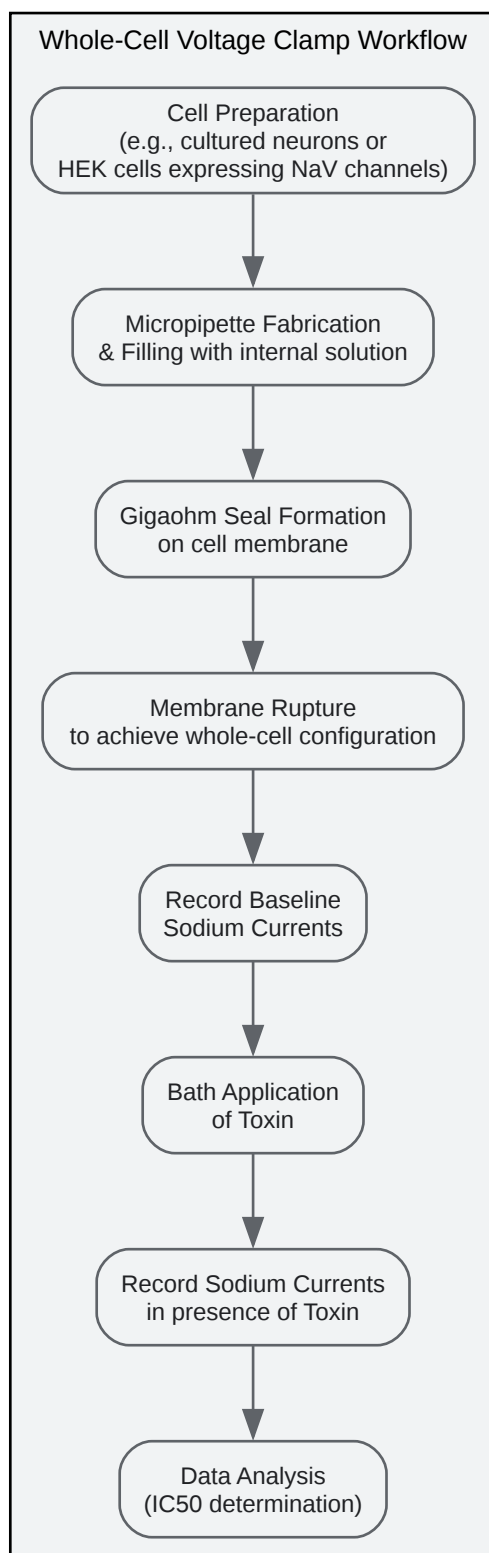 Whole-Cell Voltage Clamp Workflow
Cell Preparation
(e.g., cultured neurons or
HEK cells expressing NaV channels)
Micropipette Fabrication
& Filling with internal solution
Gigaohm Seal Formation
on cell membrane
Membrane Rupture
to achieve whole-cell configuration
Record Baseline
Sodium Currents
Bath Application
of Toxin
Record Sodium Currents
in presence of Toxin
Data Analysis
(IC50 determination)